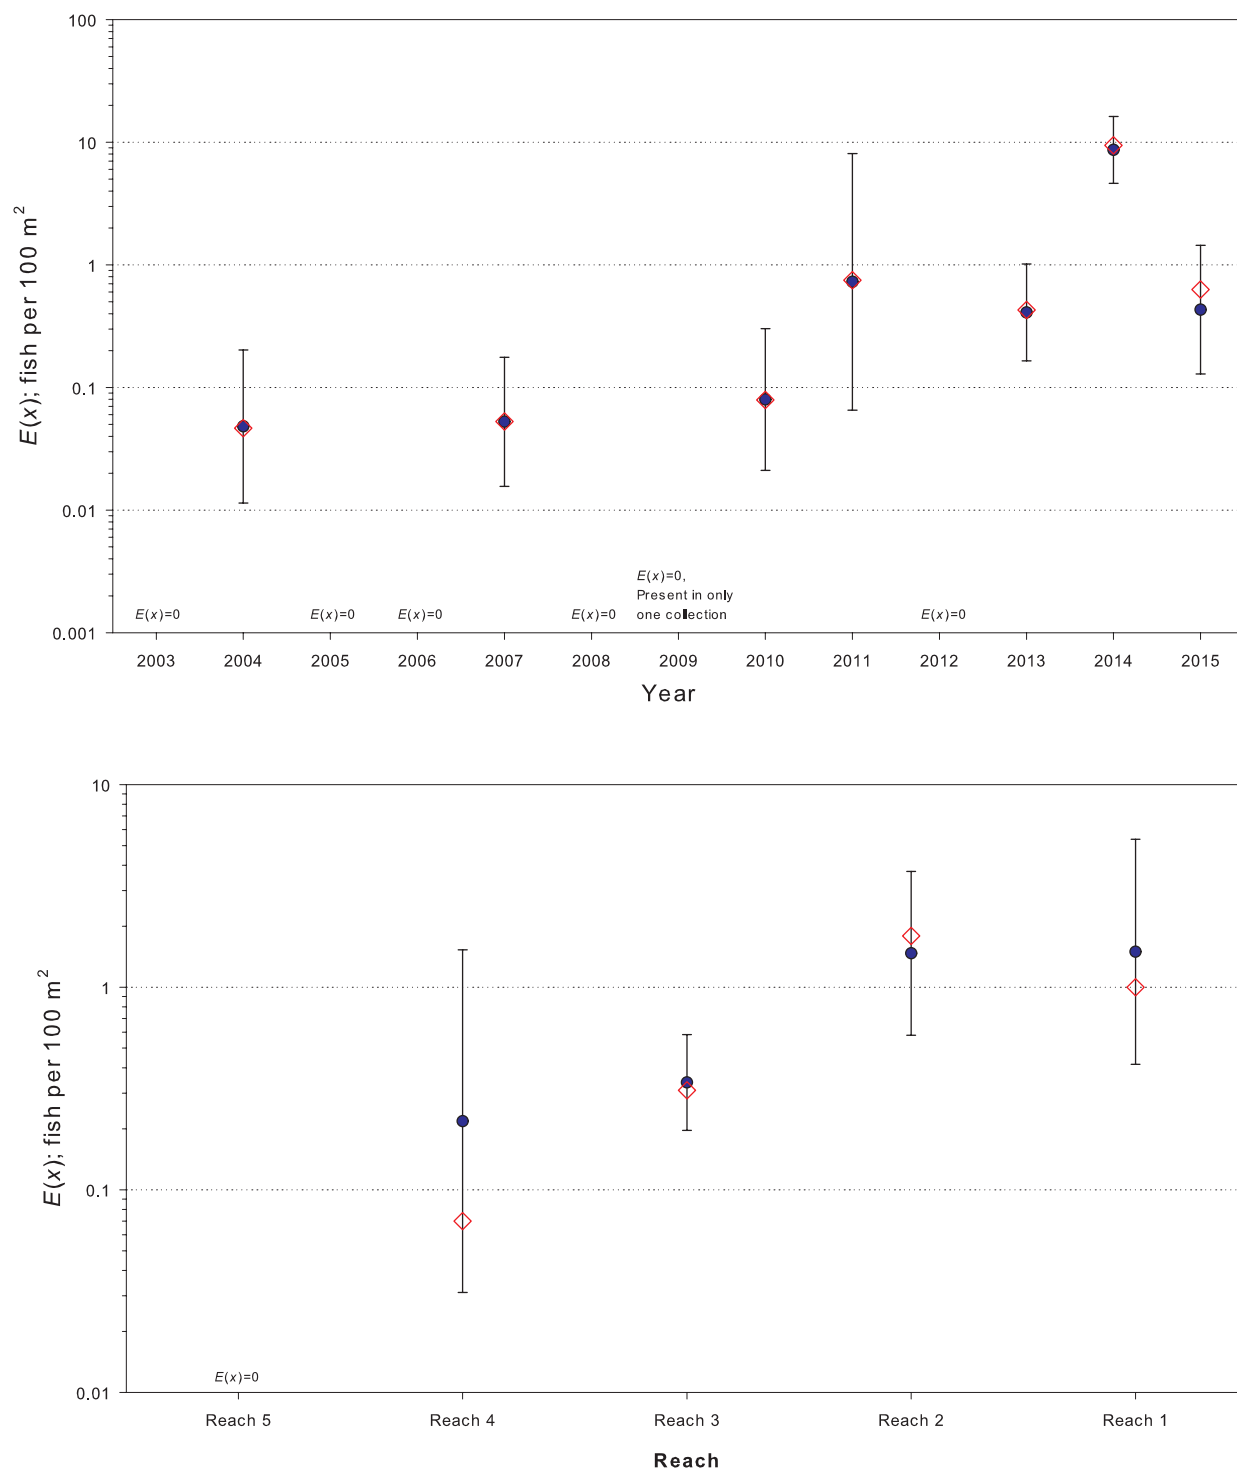 100
10
1
0.1
0.01
0.001
E(x); fish per 100 m²
E(x)=0
E(x)=0
E(x)=0
E(x)=0
E(x)=0,
Present in only
one collection
E(x)=0
2003 2004 2005 2006 2007 2008 2009 2010 2011 2012 2013 2014 2015
Year
10
1
0.1
0.01
E(x); fish per 100 m²
E(x)=0
Reach 5 Reach 4 Reach 3 Reach 2 Reach 1
Reach